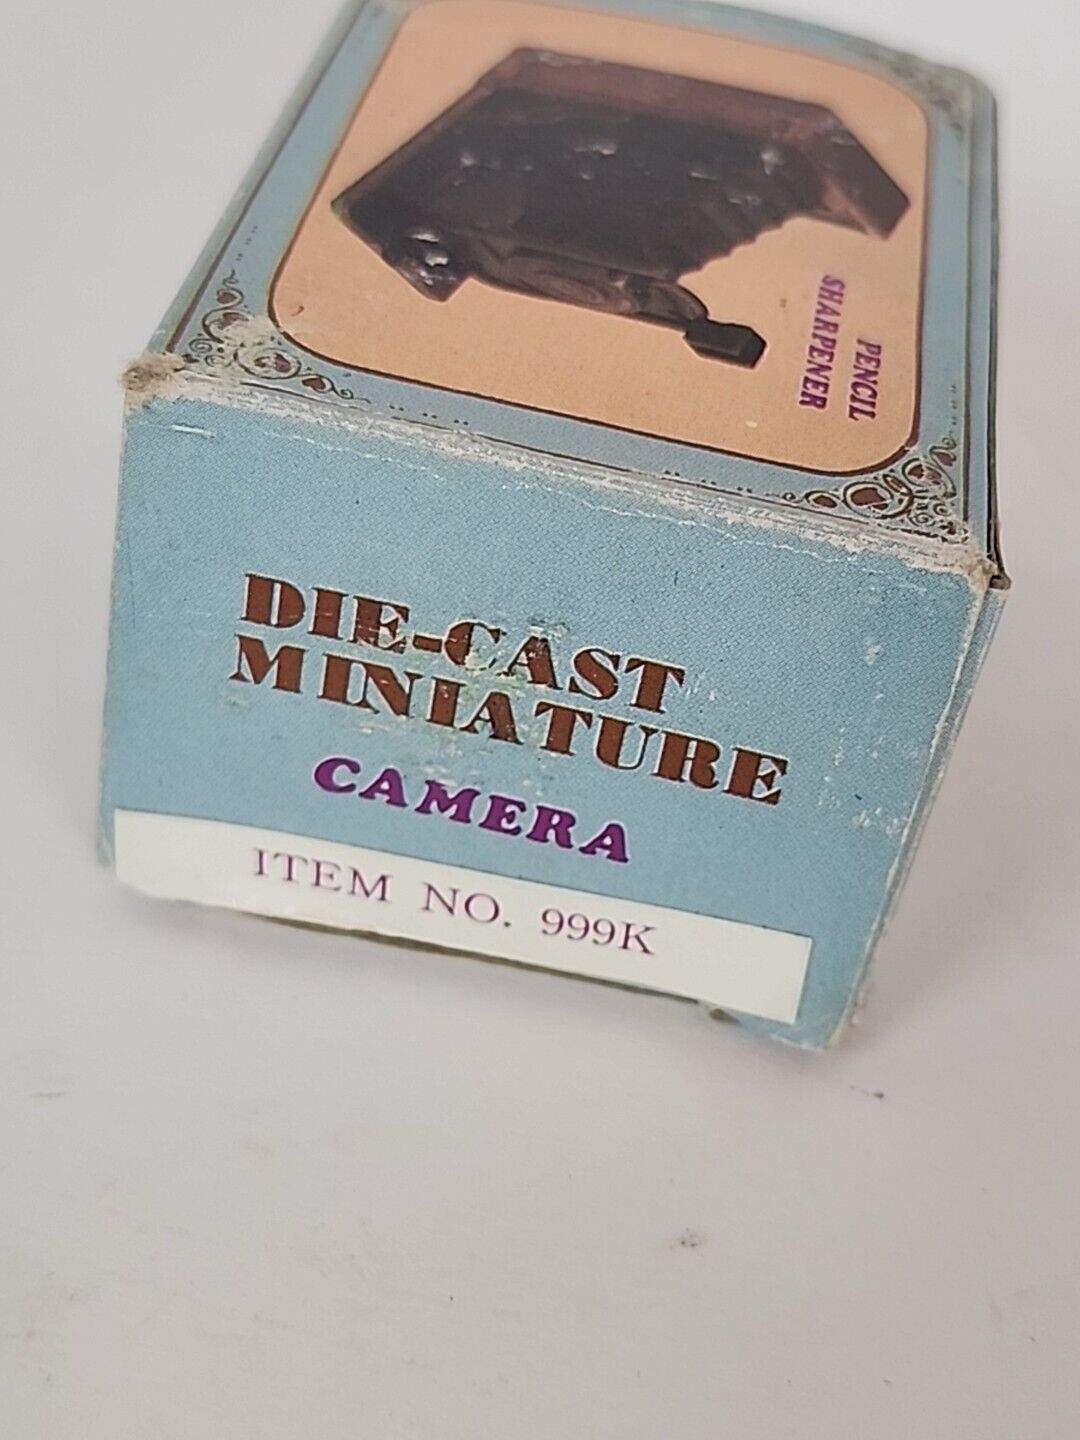 PENCIL
SHARPENER
DIE-CAST
MINIATURE
CAMERA
ITEM NO. 999K